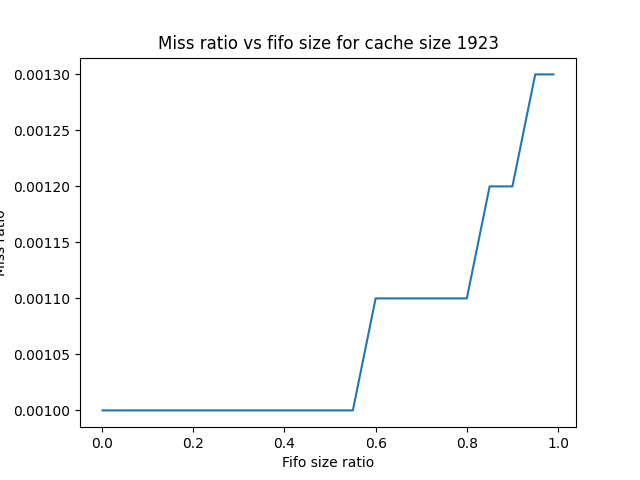 Miss ratio vs fifo size for cache size 1923
0.00130
0.00125
0.00120
0.00115
0.00110
0.00105
0.00100
Miss ratio
0.0 0.2 0.4 0.6 0.8 1.0
Fifo size ratio